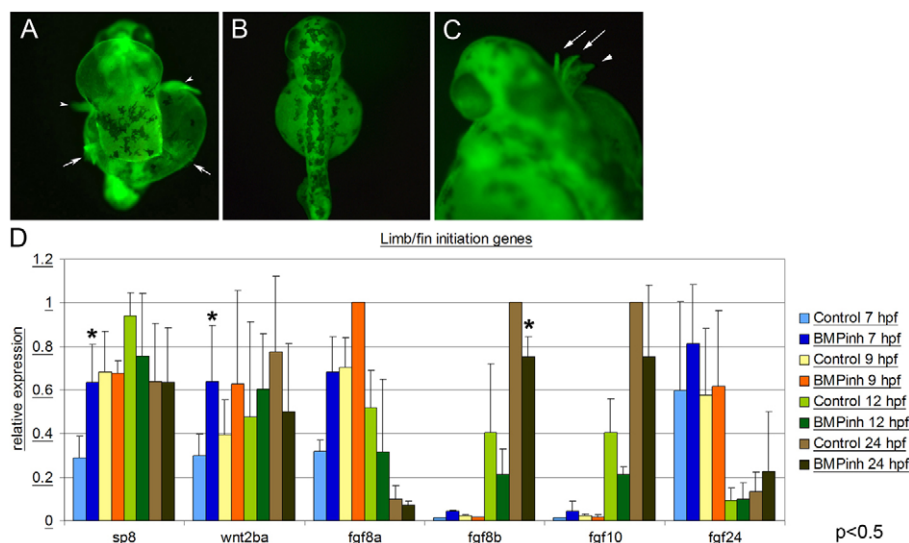 A
B
C
D
Limb/fin initiation genes
relative expression
1.2
1
0.8
0.6
0.4
0.2
0
*
*
*
sp8
wnt2ba
fgf8a
fgf8b
fgf10
fgf24
Control 7 hpf
BMPinh 7 hpf
Control 9 hpf
BMPinh 9 hpf
Control 12 hpf
BMPinh 12 hpf
Control 24 hpf
BMPinh 24 hpf
p<0.5